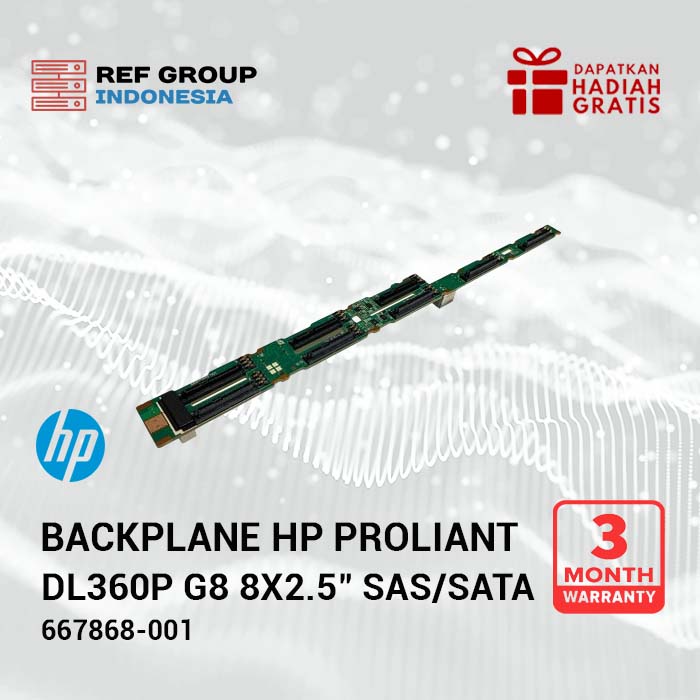 REF GROUP
INDONESIA
DAPATKAN
HADIAH
GRATIS
hp
BACKPLANE HP PROLIANT
DL360P G8 8X2.5" SAS/SATA
667868-001
3
MONTH
WARRANTY